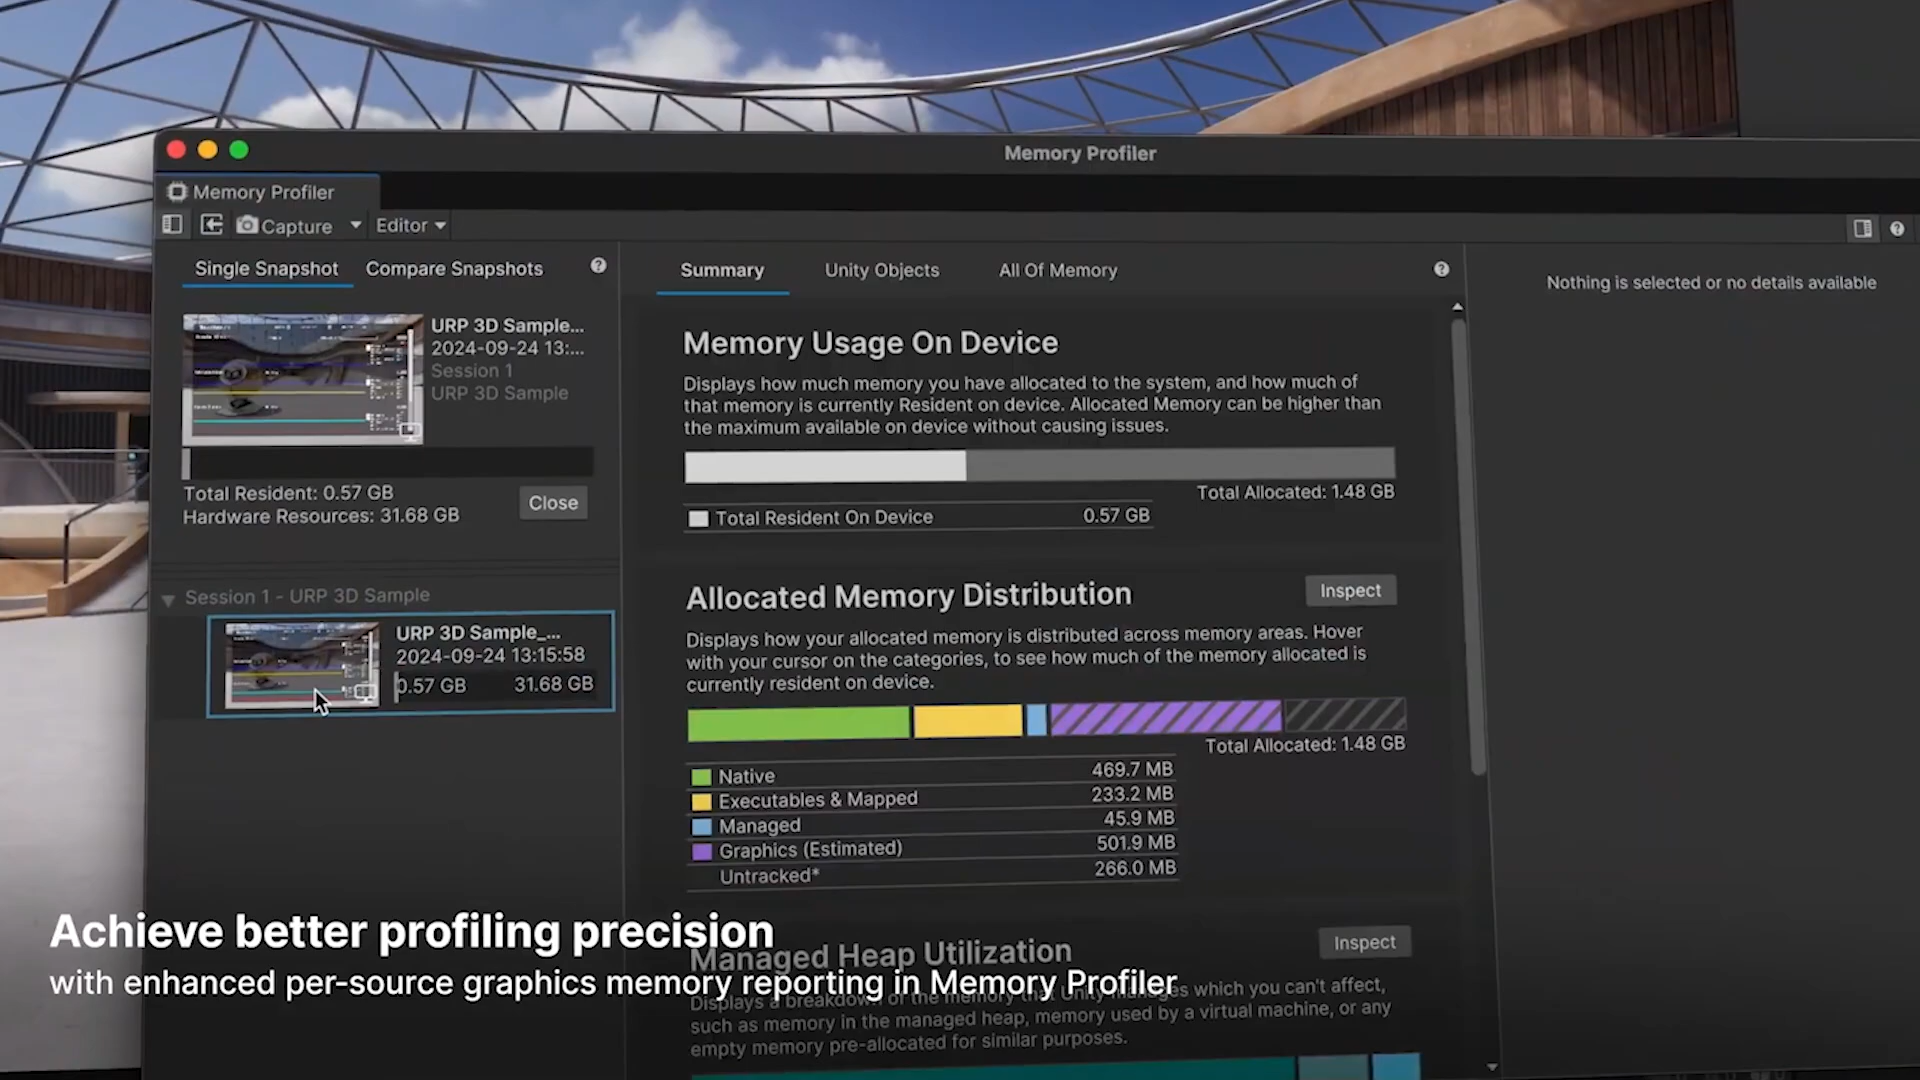 Memory Profiler
Memory Profiler
Capture
Editor
Single Snapshot
Compare Snapshots
URP 3D Sample...
2024-09-24 13:...
Session 1
URP 3D Sample
Total Resident: 0.57 GB
Hardware Resources: 31.68 GB
Close
Session 1 - URP 3D Sample
URP 3D Sample_...
2024-09-24 13:15:58
0.57 GB
31.68 GB
Summary
Unity Objects
All Of Memory
Memory Usage On Device
Displays how much memory you have allocated to the system, and how much of
that memory is currently Resident on device. Allocated Memory can be higher than
the maximum available on device without causing issues.
Total Allocated: 1.48 GB
Total Resident On Device 0.57 GB
Allocated Memory Distribution
Inspect
Displays how your allocated memory is distributed across memory areas. Hover
with your cursor on the categories, to see how much of the memory allocated is
currently resident on device.
Total Allocated: 1.48 GB
Native 469.7 MB
Executables & Mapped 233.2 MB
Managed 45.9 MB
Graphics (Estimated) 501.9 MB
Untracked* 266.0 MB
Managed Heap Utilization
Inspect
Displays a breakdown of the memory that Unity manages which you can't affect,
such as memory in the managed heap, memory used by a virtual machine, or any
empty memory pre-allocated for similar purposes.
Nothing is selected or no details available
Achieve better profiling precision
with enhanced per-source graphics memory reporting in Memory Profiler